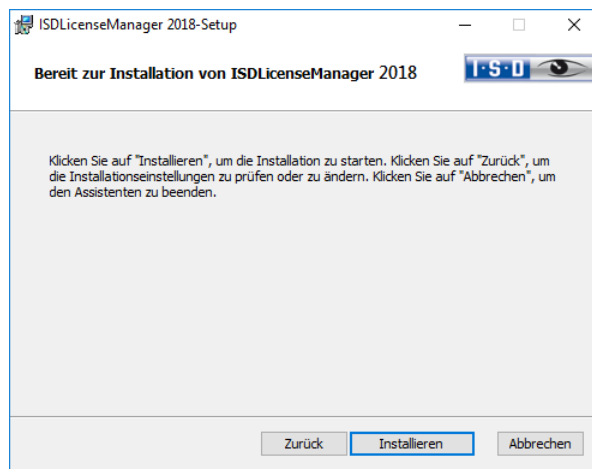 ISDLicenseManager 2018-Setup
Bereit zur Installation von ISDLicenseManager 2018
I·S·D
Klicken Sie auf "Installieren", um die Installation zu starten. Klicken Sie auf "Zurück", um
die Installationseinstellungen zu prüfen oder zu ändern. Klicken Sie auf "Abbrechen", um
den Assistenten zu beenden.
Zurück
Installieren
Abbrechen